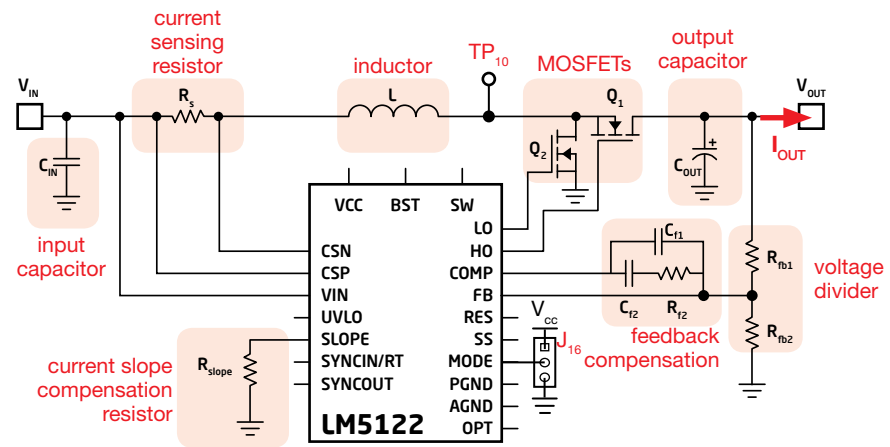 current
sensing
resistor
inductor
TP10
MOSFETs
output
capacitor
VIN
Rs
L
Q1
VOUT
Q2
CIN
COUT
IOUT
input
capacitor
VCC
BST
SW
LO
HO
COMP
FB
RES
SS
MODE
PGND
AGND
OPT
CSN
CSP
VIN
UVLO
SLOPE
SYNCIN/RT
SYNCOUT
LM5122
Cf1
Cf2
Rf2
feedback
compensation
Rfb1
Rfb2
voltage
divider
Vcc
J16
current slope
compensation
resistor
Rslope
+